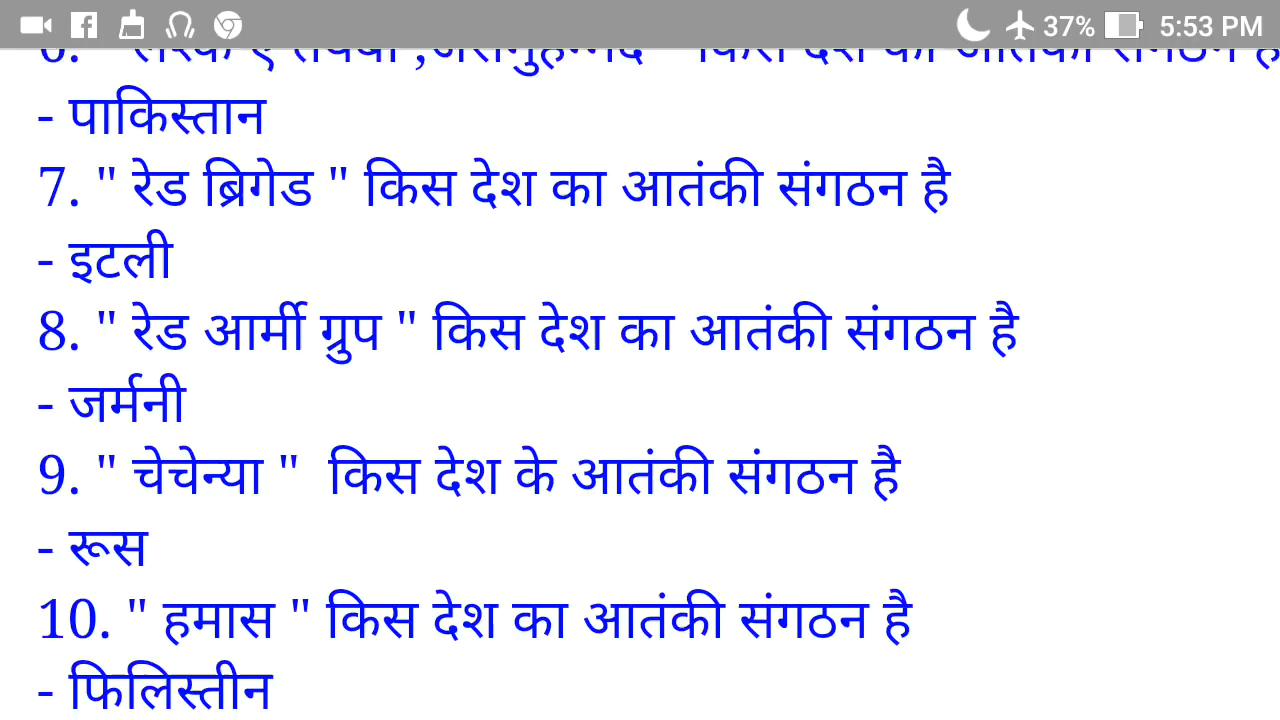 37% 5:53 PM
- पाकिस्तान
7. " रेड ब्रिगेड " किस देश का आतंकी संगठन है
- इटली
8. " रेड आर्मी ग्रुप " किस देश का आतंकी संगठन है
- जर्मनी
9. " चेचेन्या "  किस देश के आतंकी संगठन है
- रूस
10. " हमास " किस देश का आतंकी संगठन है
- फिलिस्तीन